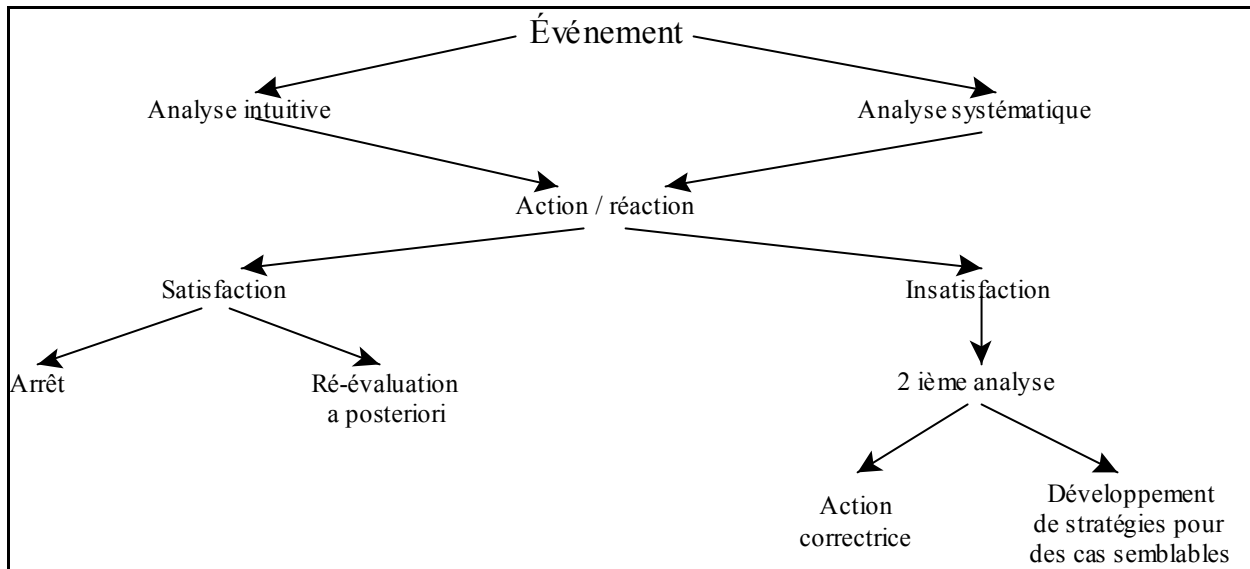 Événement
Analyse intuitive
Analyse systématique
Action / réaction
Satisfaction
Insatisfaction
Arrêt
Ré-évaluation
a posteriori
2 ième analyse
Action
correctrice
Développement
de stratégies pour
des cas semblables